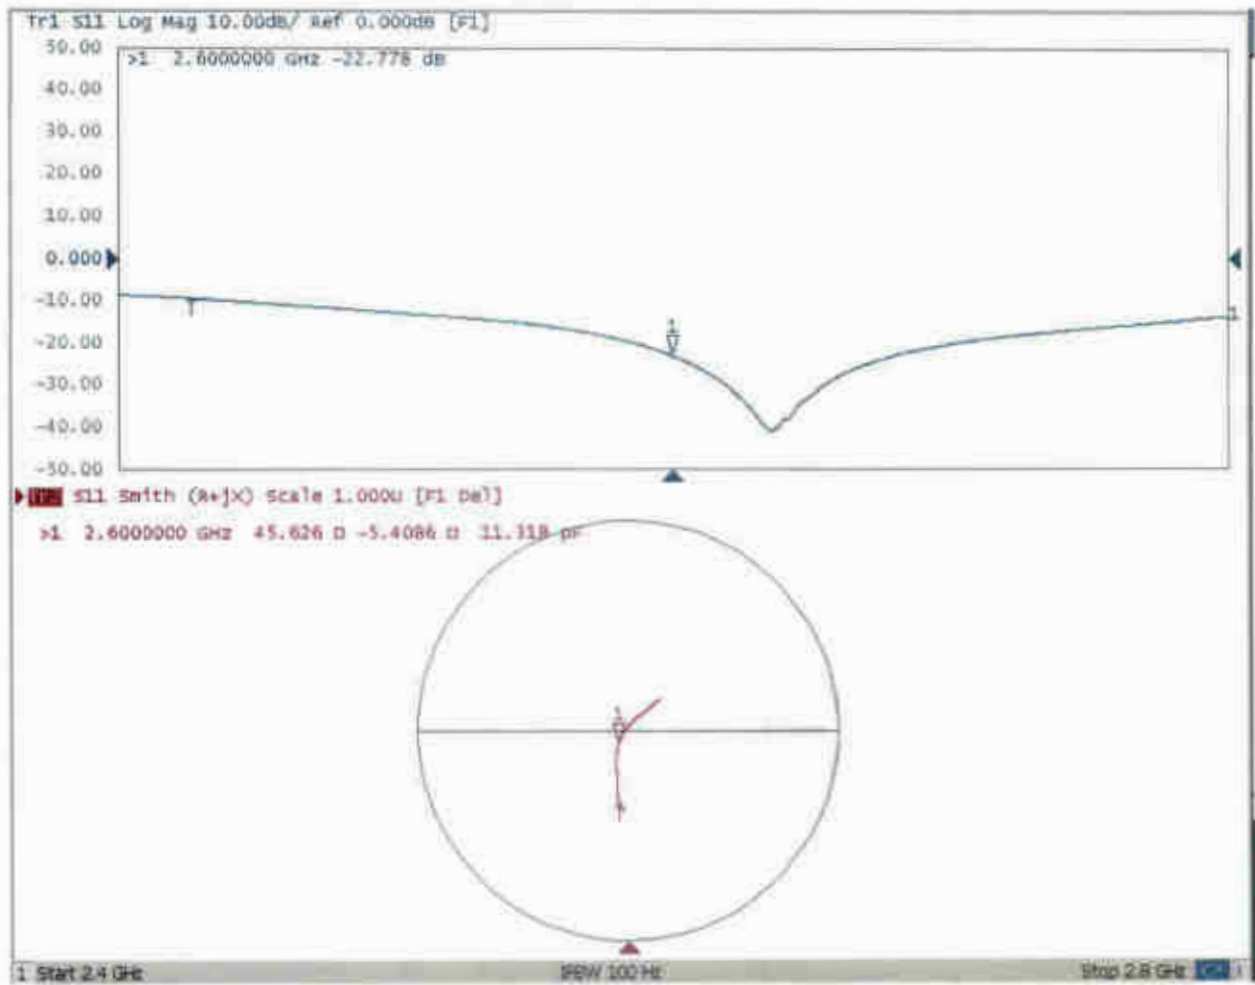 Tr1 S11 Log Mag 10.00dB/ Ref 0.000dB [F1]
50.00
>1 2.6000000 GHz -22.778 dB
40.00
30.00
20.00
10.00
0.000
-10.00
1
1
-20.00
-30.00
-40.00
-50.00
S11 Smith (R+jX) Scale 1.000U [F1 Del]
>1 2.6000000 GHz 45.626 Ω -5.4086 Ω 11.318 pF
1
1 Start 2.4 GHz IFBW 100 Hz Stop 2.8 GHz